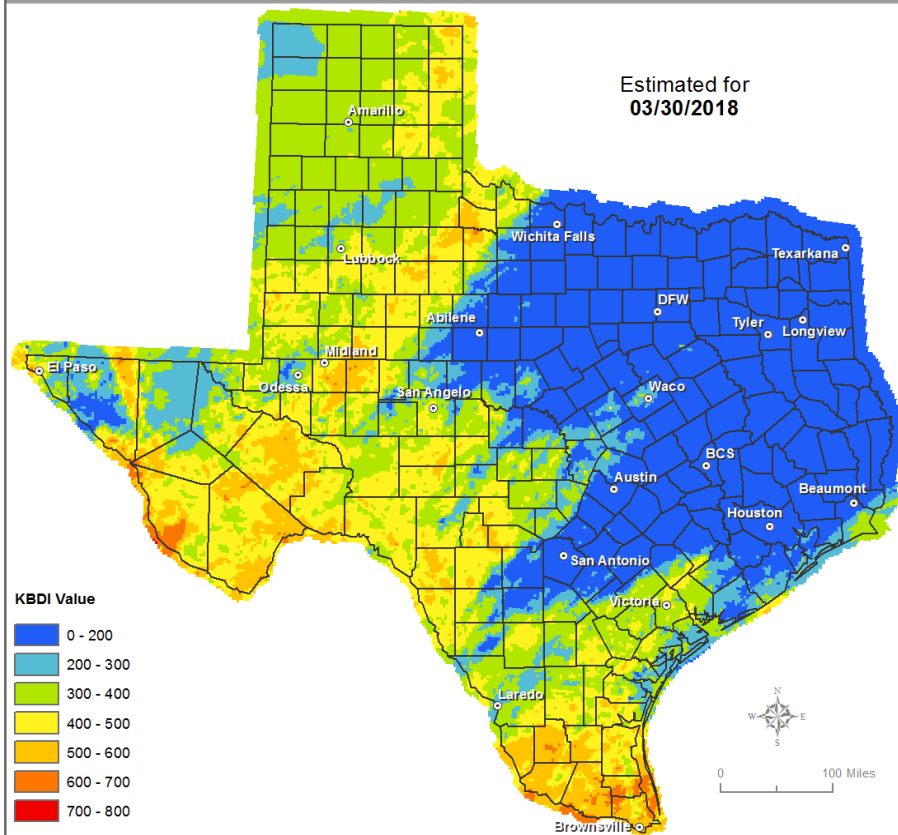 Estimated for
03/30/2018
Amarillo
Wichita Falls
Texarkana
Lubbock
DFW
Abilene
Tyler
Longview
Midland
El Paso
Odessa
San Angelo
Waco
BCS
Austin
Beaumont
Houston
San Antonio
Victoria
KBDI Value
0 - 200
200 - 300
300 - 400
400 - 500
500 - 600
600 - 700
700 - 800
Laredo
N
W E
S
0 100 Miles
Brownsville